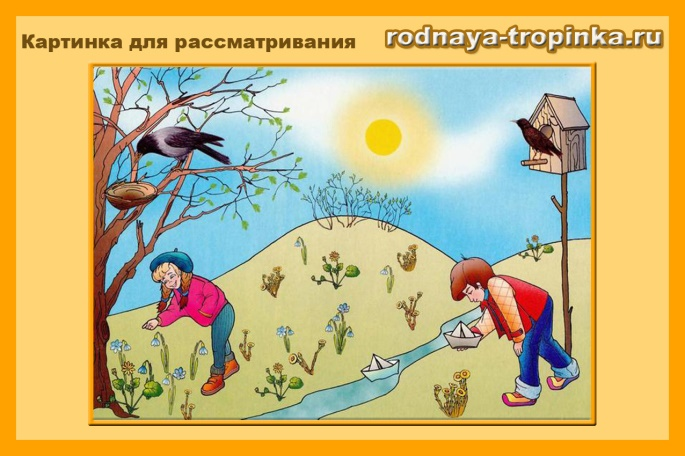 Картинка для рассматривания
rodnaya-tropinka.ru